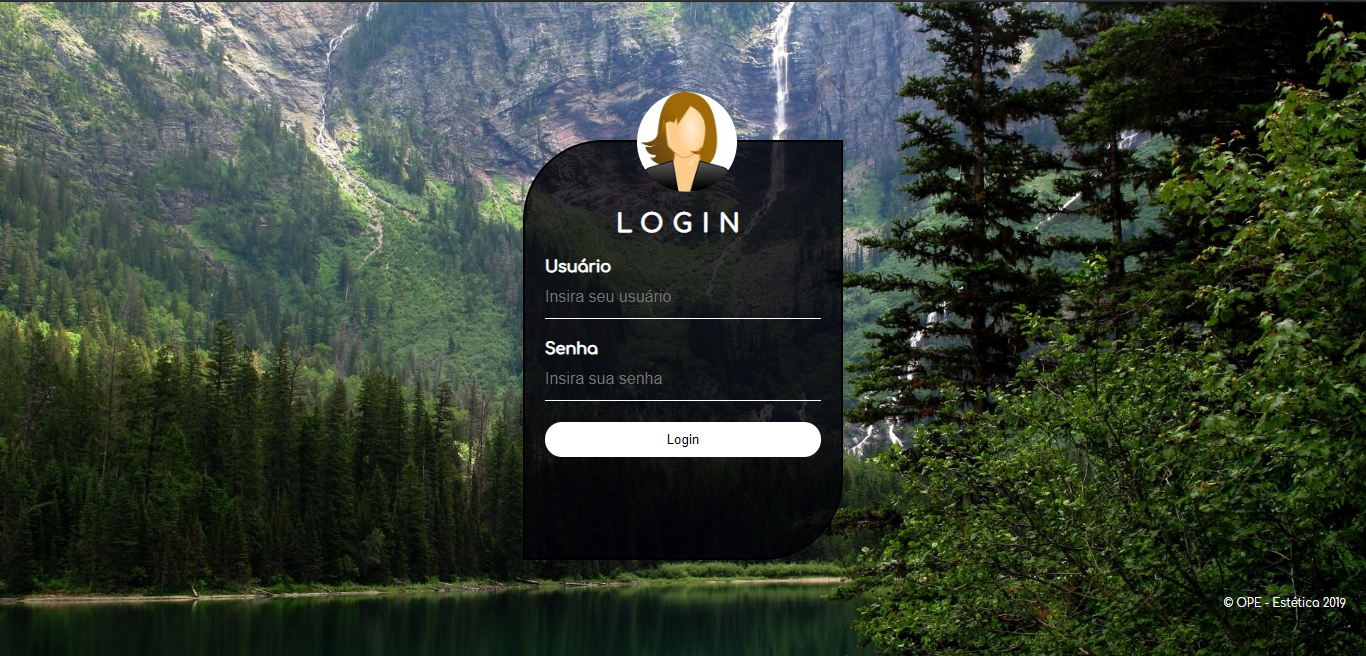 LOGIN
Usuário
Insira seu usuário
Senha
Insira sua senha
Login
© OPE - Estética 2019